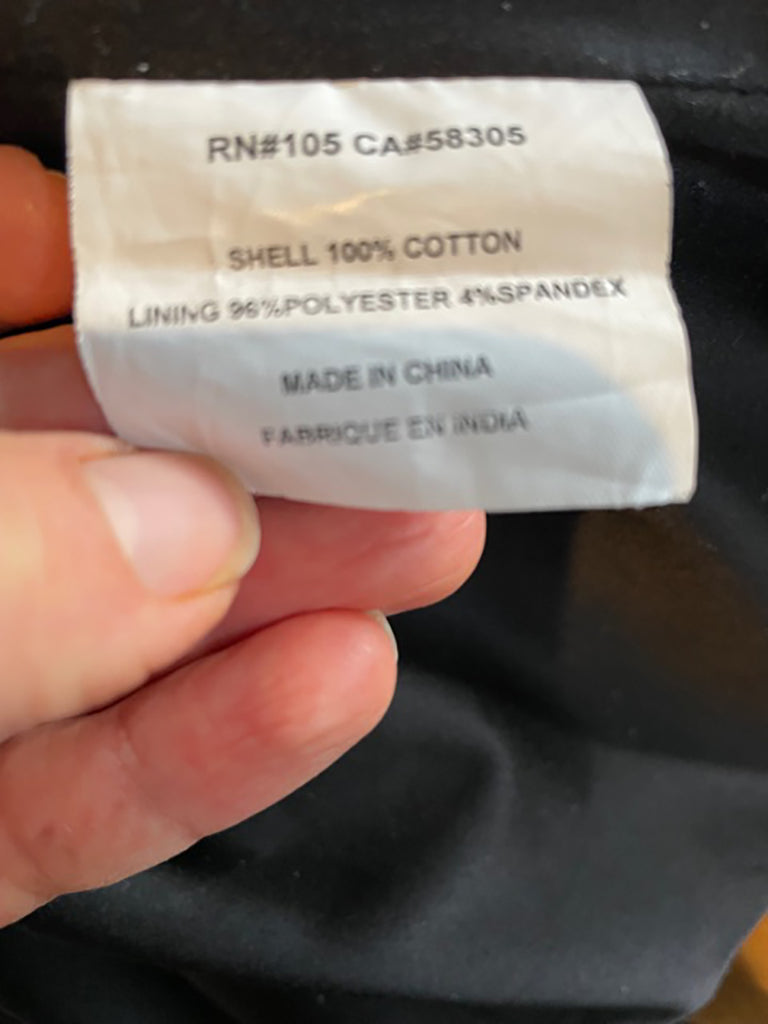 RN#105 CA#58305
SHELL 100% COTTON
LINING 96%POLYESTER 4%SPANDEX
MADE IN CHINA
FABRIQUE EN INDIA